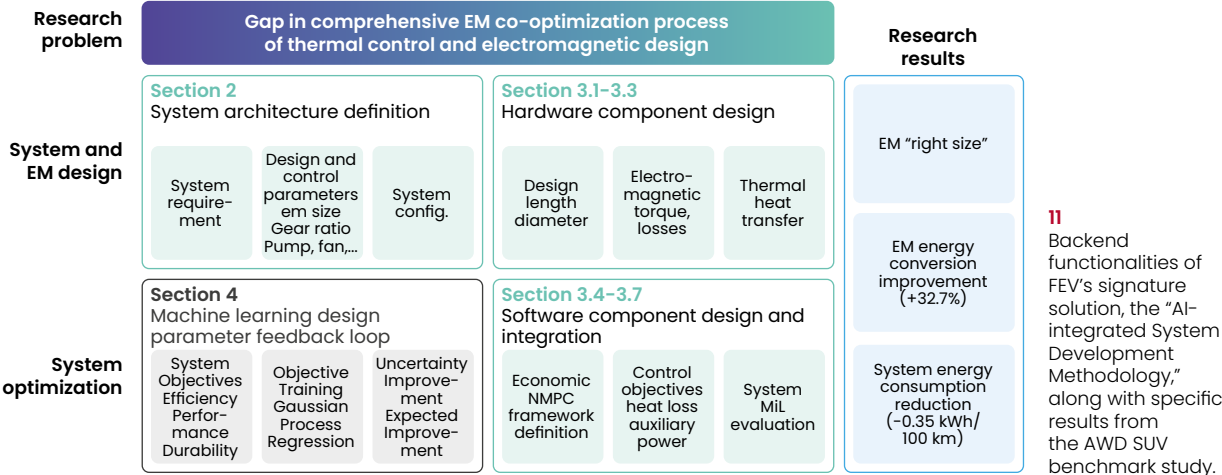 Research
problem
Gap in comprehensive EM co-optimization process
of thermal control and electromagnetic design
Research
results
System and
EM design
Section 2
System architecture definition
System
require-
ment
Design and
control
parameters
em size
Gear ratio
Pump, fan,...
System
config.
Section 3.1-3.3
Hardware component design
Design
length
diameter
Electro-
magnetic
torque,
losses
Thermal
heat
transfer
System
optimization
Section 4
Machine learning design
parameter feedback loop
System
Objectives
Efficiency
Perfor-
mance
Durability
Objective
Training
Gaussian
Process
Regression
Uncertainty
Improve-
ment
Expected
Improve-
ment
Section 3.4-3.7
Software component design and
integration
Economic
NMPC
framework
definition
Control
objectives
heat loss
auxiliary
power
System
MiL
evaluation
EM “right size”
EM energy
conversion
improvement
(+32.7%)
System energy
consumption
reduction
(-0.35 kWh/
100 km)
11
Backend
functionalities of
FEV’s signature
solution, the “AI-
integrated System
Development
Methodology,”
along with specific
results from
the AWD SUV
benchmark study.